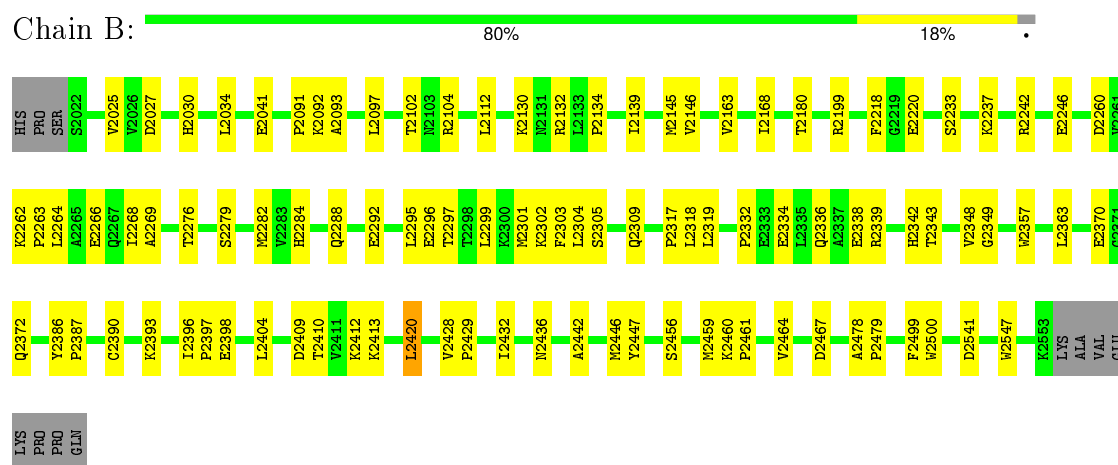 Chain B:
80% 18% •
HIS PRO SER S2022 V2025 V2026 D2027 H2030 L2034 E2041 P2091 K2092 A2093 L2097 T2102 N2103 R2104 L2112 K2130 N2131 R2132 L2133 P2134 I2139 M2145 V2146 V2163 I2168 T2180 R2199 F2218 G2219 E2220 S2233 K2237 R2242 E2246 D2260 V2261
K2262 P2263 L2264 A2265 E2266 Q2267 I2268 A2269 T2276 S2279 M2282 V2283 H2284 Q2288 E2292 L2295 E2296 T2297 T2298 L2299 K2300 M2301 K2302 F2303 L2304 S2305 Q2309 P2317 L2318 L2319 P2332 E2333 E2334 L2335 Q2336 A2337 E2338 R2339 H2342 T2343 V2348 G2349 W2357 L2363 E2370 G2371
Q2372 Y2386 P2387 C2390 K2393 I2396 P2397 E2398 L2404 D2409 T2410 V2411 K2412 K2413 L2420 V2428 P2429 I2432 N2436 A2442 M2446 Y2447 S2456 M2459 K2460 P2461 V2464 D2467 A2478 P2479 F2499 W2500 D2541 W2547 K2553 LYS ALA VAL GLU
LYS PRO PRO GLN